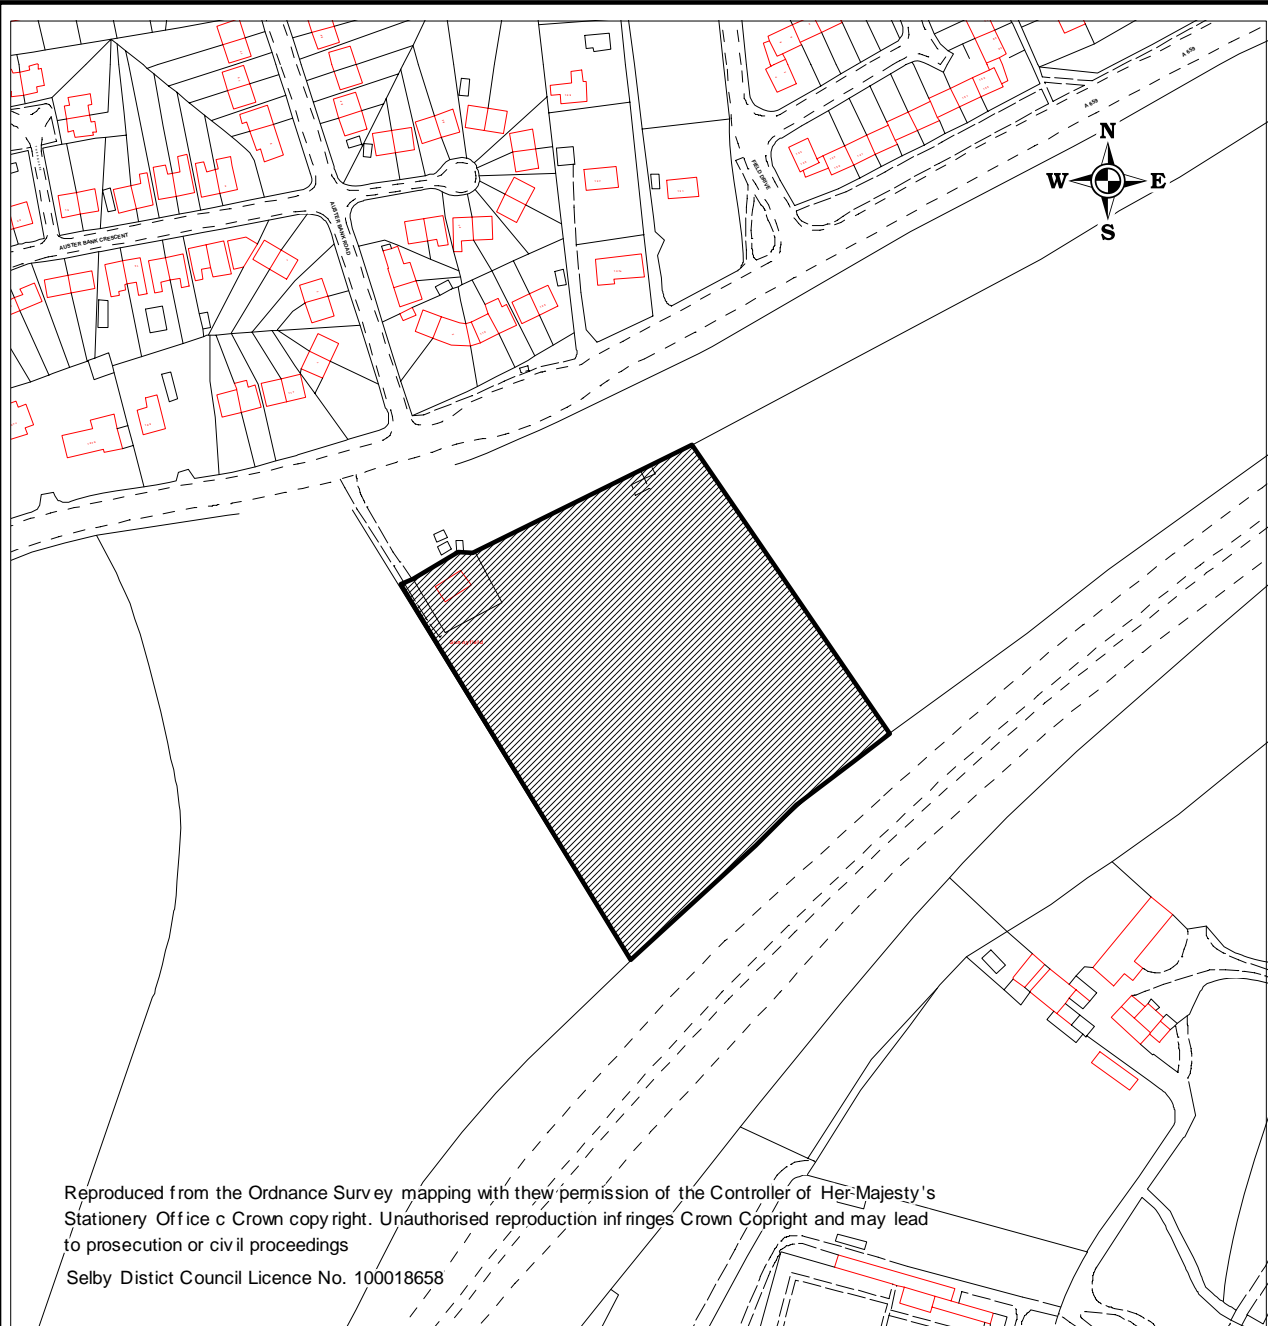 A 659
A 659
N
W E
S
FIELD DRIVE
AUSTER BANK ROAD
AUSTER BANK CRESCENT
Sunnyfield
Reproduced from the Ordnance Survey mapping with thew permission of the Controller of Her Majesty's
Stationery Office c Crown copyright. Unauthorised reproduction infringes Crown Copright and may lead
to prosecution or civil proceedings
Selby Distict Council Licence No. 100018658